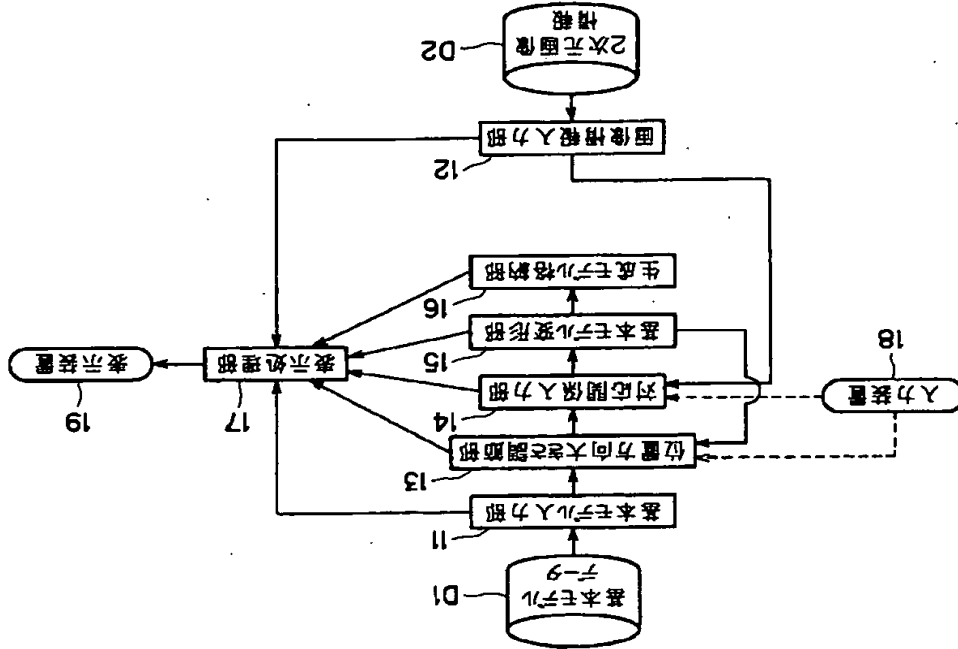 D1
基本モデル
データ
11
基本モデル入力部
13
位置方向大きさ調節部
18
入力装置
14
対応関係入力部
17
表示処理部
19
表示装置
15
基本モデル変形部
16
生成モデル格納部
12
画像情報入力部
D2
2次元画像
情報